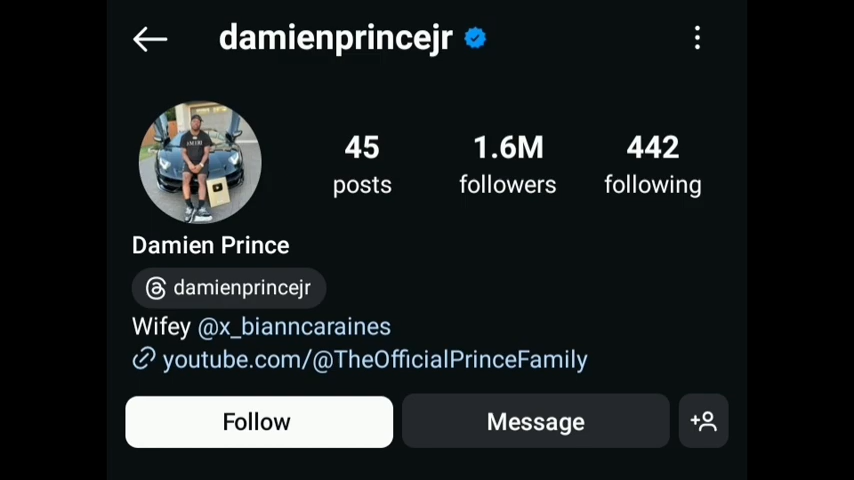 damienprincejr
45 1.6M 442
posts followers following
Damien Prince
damienprincejr
Wifey @x_bianncaraines
youtube.com/@TheOfficialPrinceFamily
Follow Message